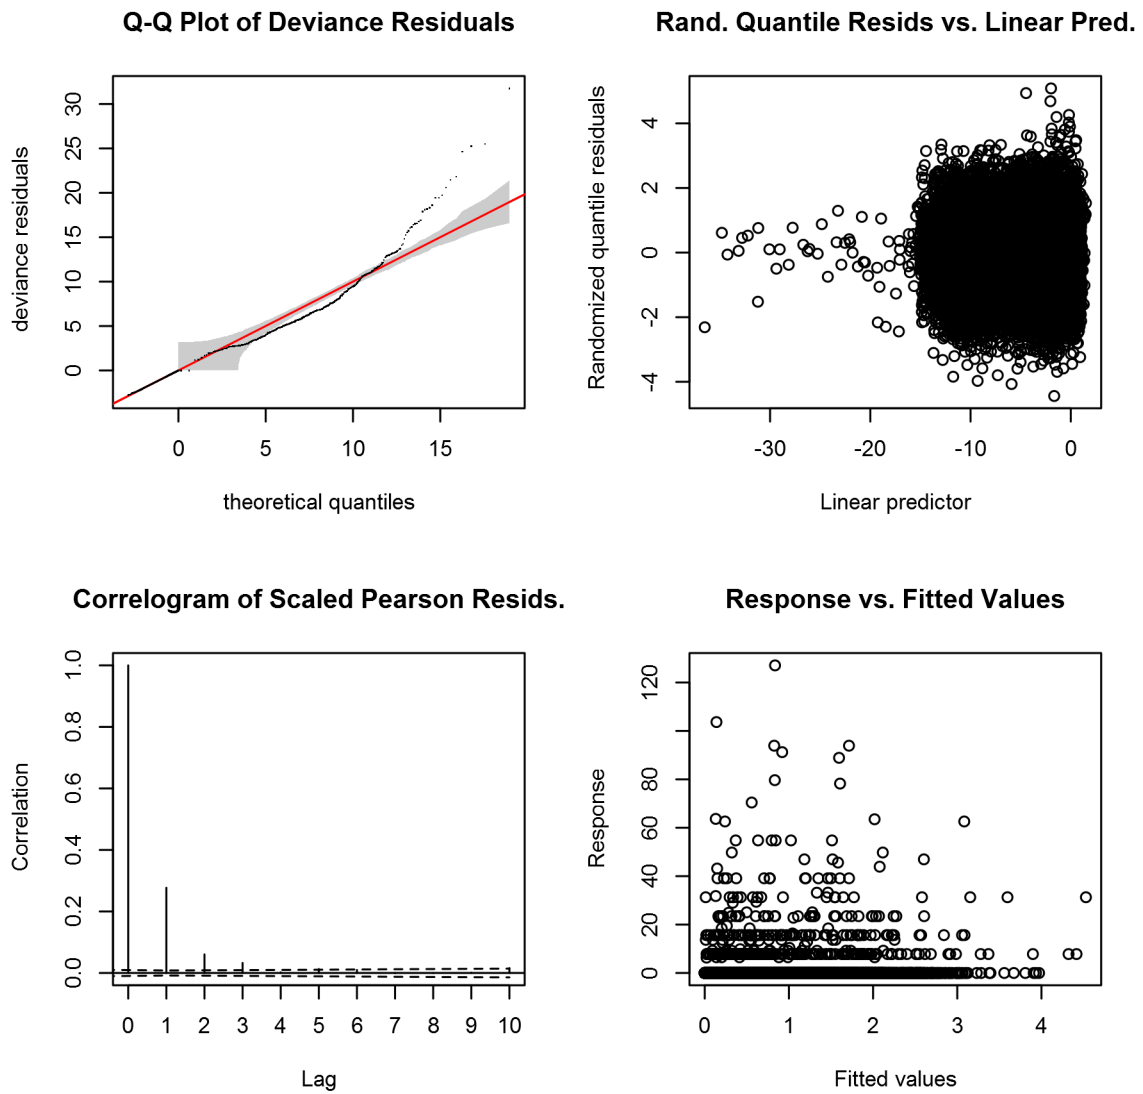 Q-Q Plot of Deviance Residuals
deviance residuals
30
25
20
15
10
5
0
0 5 10 15
theoretical quantiles
Rand. Quantile Resids vs. Linear Pred.
Randomized quantile residuals
4
2
0
-2
-4
-30 -20 -10 0
Linear predictor
Correlogram of Scaled Pearson Resids.
Correlation
1.0
0.8
0.6
0.4
0.2
0.0
0 1 2 3 4 5 6 7 8 9 10
Lag
Response vs. Fitted Values
Response
120
80
60
40
20
0
0 1 2 3 4
Fitted values